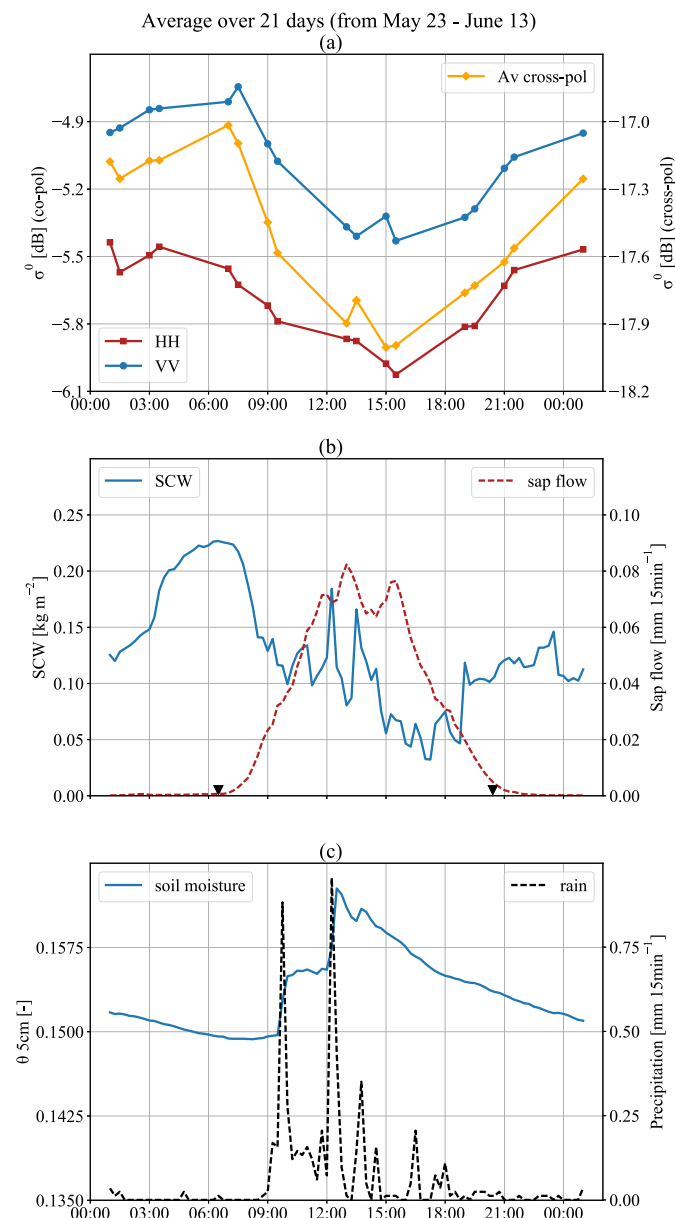 Average over 21 days (from May 23 - June 13)
(a)
Av cross-pol
−4.9
−5.2
−5.5
−5.8
−6.1
σ⁰ [dB] (co-pol)
−17.0
−17.3
−17.6
−17.9
−18.2
σ⁰ [dB] (cross-pol)
HH
VV
00:00 03:00 06:00 09:00 12:00 15:00 18:00 21:00 00:00
(b)
SCW
sap flow
0.25
0.20
0.15
0.10
0.05
0.00
SCW [kg m⁻²]
0.10
0.08
0.06
0.04
0.02
0.00
Sap flow [mm 15min⁻¹]
(c)
soil moisture
rain
0.1575
0.1500
0.1425
0.1350
θ 5cm [-]
0.75
0.50
0.25
0.00
Precipitation [mm 15min⁻¹]
00:00 03:00 06:00 09:00 12:00 15:00 18:00 21:00 00:00